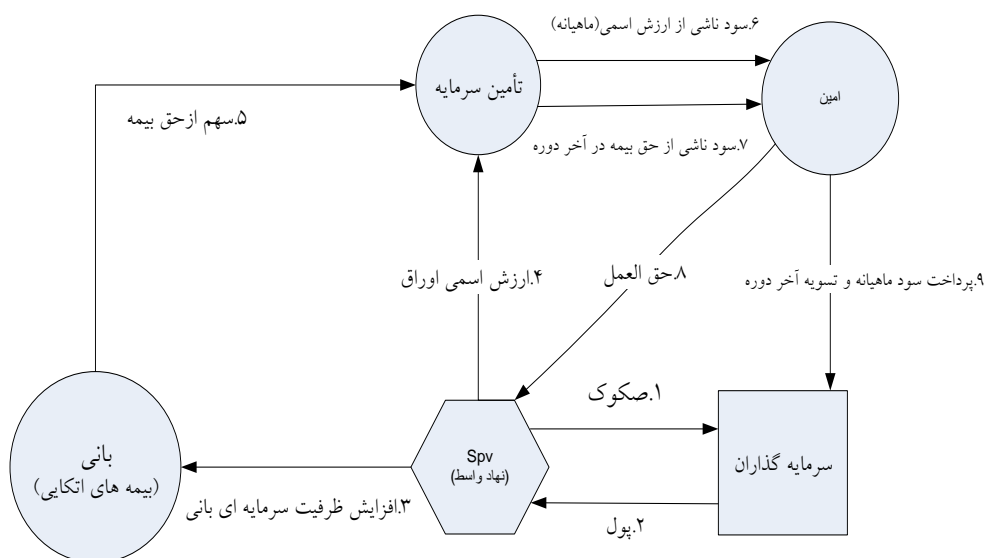 ۶.سود ناشی از ارزش اسمی(ماهیانه)
تأمین سرمایه
امین
۵.سهم ازحق بیمه
۷.سود ناشی از حق بیمه در آخر دوره
۴.ارزش اسمی اوراق
۸.حق العمل
۹.پرداخت سود ماهیانه و تسویه آخر دوره
۱.صکوک
بانی
(بیمه های اتکایی)
Spv
(نهاد واسط)
سرمایه گذاران
۳.افزایش ظرفیت سرمایه ای بانی
۲.پول